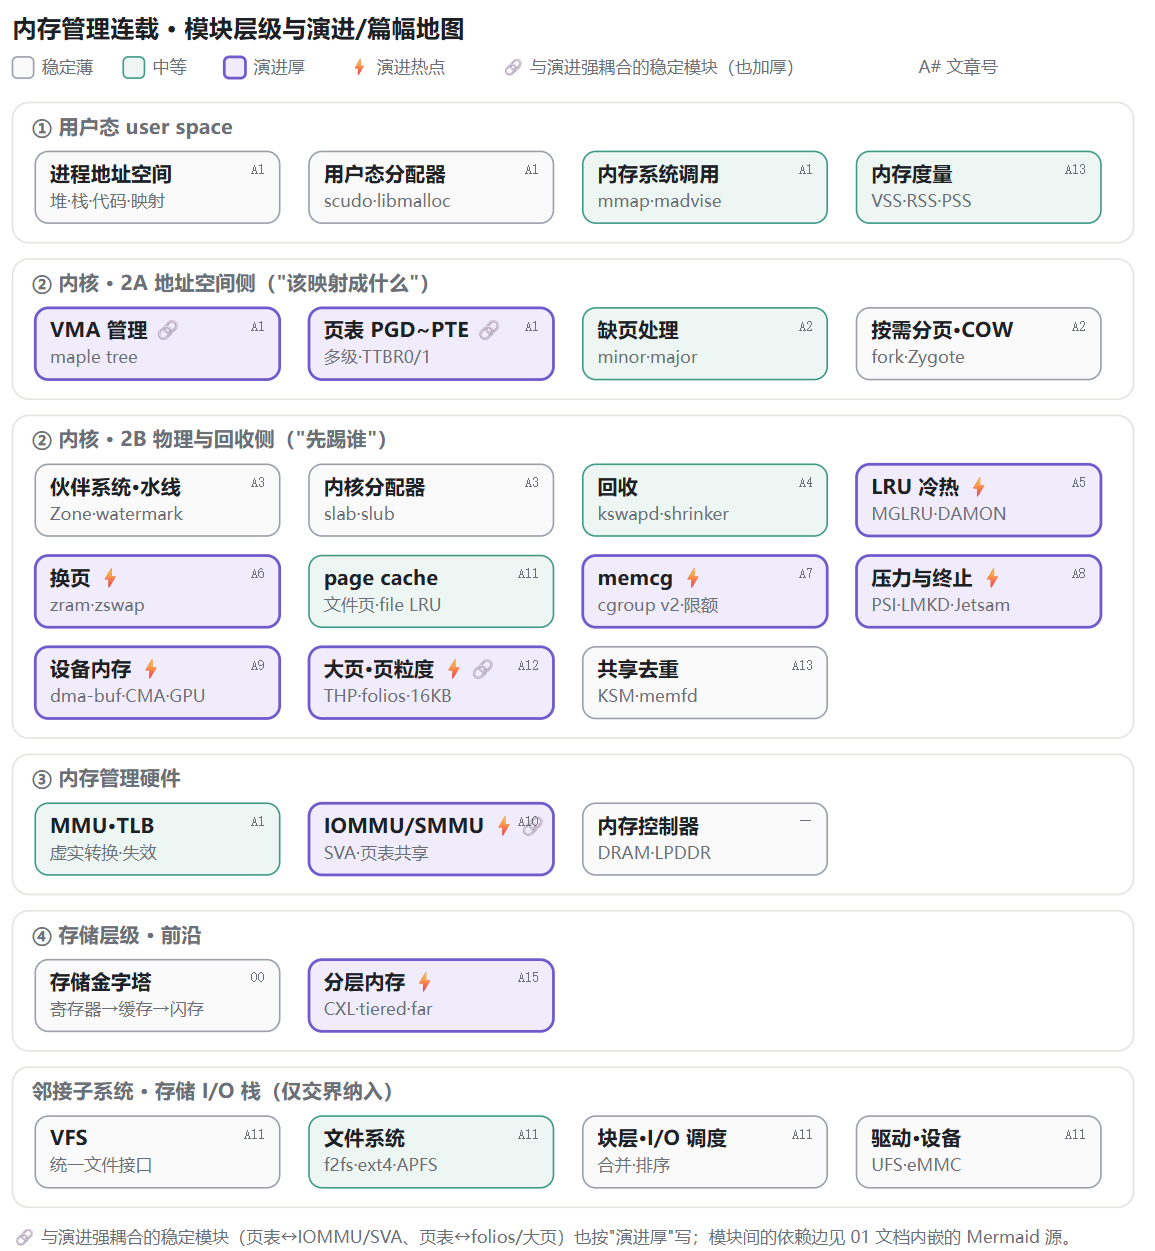 内存管理连载 • 模块层级与演进/篇幅地图
稳定薄 中等 演进厚 ⚡ 演进热点 🔗 与演进强耦合的稳定模块（也加厚） A# 文章号
① 用户态 user space
进程地址空间 A1
堆·栈·代码·映射
用户态分配器 A1
scudo·libmalloc
内存系统调用 A1
mmap·madvise
内存度量 A13
VSS·RSS·PSS
② 内核 • 2A 地址空间侧（"该映射成什么"）
VMA 管理 🔗 A1
maple tree
页表 PGD~PTE 🔗 A1
多级·TTBR0/1
缺页处理 A2
minor·major
按需分页·COW A2
fork·Zygote
② 内核 • 2B 物理与回收侧（"先踢谁"）
伙伴系统·水线 A3
Zone·watermark
内核分配器 A3
slab·slub
回收 A4
kswapd·shrinker
LRU 冷热 ⚡ A5
MGLRU·DAMON
换页 ⚡ A6
zram·zswap
page cache A11
文件页·file LRU
memcg ⚡ A7
cgroup v2·限额
压力与终止 ⚡ A8
PSI·LMKD·Jetsam
设备内存 ⚡ A9
dma-buf·CMA·GPU
大页·页粒度 ⚡ 🔗 A12
THP·folios·16KB
共享去重 A13
KSM·memfd
③ 内存管理硬件
MMU·TLB A1
虚实转换·失效
IOMMU/SMMU ⚡ 🔗 A10
SVA·页表共享
内存控制器 —
DRAM·LPDDR
④ 存储层级 • 前沿
存储金字塔 00
寄存器→缓存→闪存
分层内存 ⚡ A15
CXL·tiered·far
邻接子系统 • 存储 I/O 栈（仅交界纳入）
VFS A11
统一文件接口
文件系统 A11
f2fs·ext4·APFS
块层·I/O 调度 A11
合并·排序
驱动·设备 A11
UFS·eMMC
🔗 与演进强耦合的稳定模块（页表↔IOMMU/SVA、页表↔folios/大页）也按"演进厚"写；模块间的依赖边见 01 文档内嵌的 Mermaid 源。